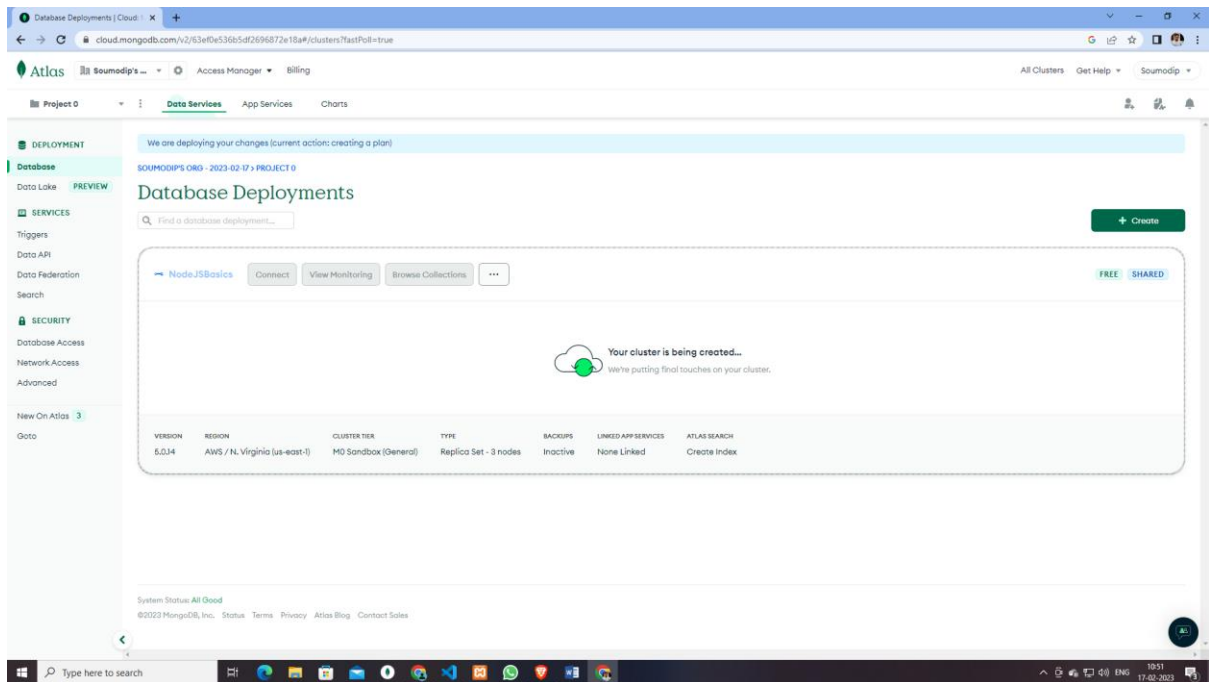 Database Deployments | Cloud: 
cloud.mongodb.com/v2/63ef0e536b5df2696872e18a#/clusters?fastPoll=true
Atlas Soumodip's ... Access Manager Billing All Clusters Get Help Soumodip
Project 0 Data Services App Services Charts
DEPLOYMENT
Database
Data Lake PREVIEW
SERVICES
Triggers
Data API
Data Federation
Search
SECURITY
Database Access
Network Access
Advanced
New On Atlas 3
Goto
We are deploying your changes (current action: creating a plan)
SOUMODIP'S ORG - 2023-02-17 > PROJECT 0
Database Deployments
Find a database deployment...
+ Create
NodeJSBasics Connect View Monitoring Browse Collections ... FREE SHARED
Your cluster is being created...
We're putting final touches on your cluster.
VERSION REGION CLUSTER TIER TYPE BACKUPS LINKED APP SERVICES ATLAS SEARCH
5.0.14 AWS / N. Virginia (us-east-1) M0 Sandbox (General) Replica Set - 3 nodes Inactive None Linked Create Index
System Status: All Good
©2023 MongoDB, Inc. Status Terms Privacy Atlas Blog Contact Sales
Type here to search ENG 10:51
17-02-2023